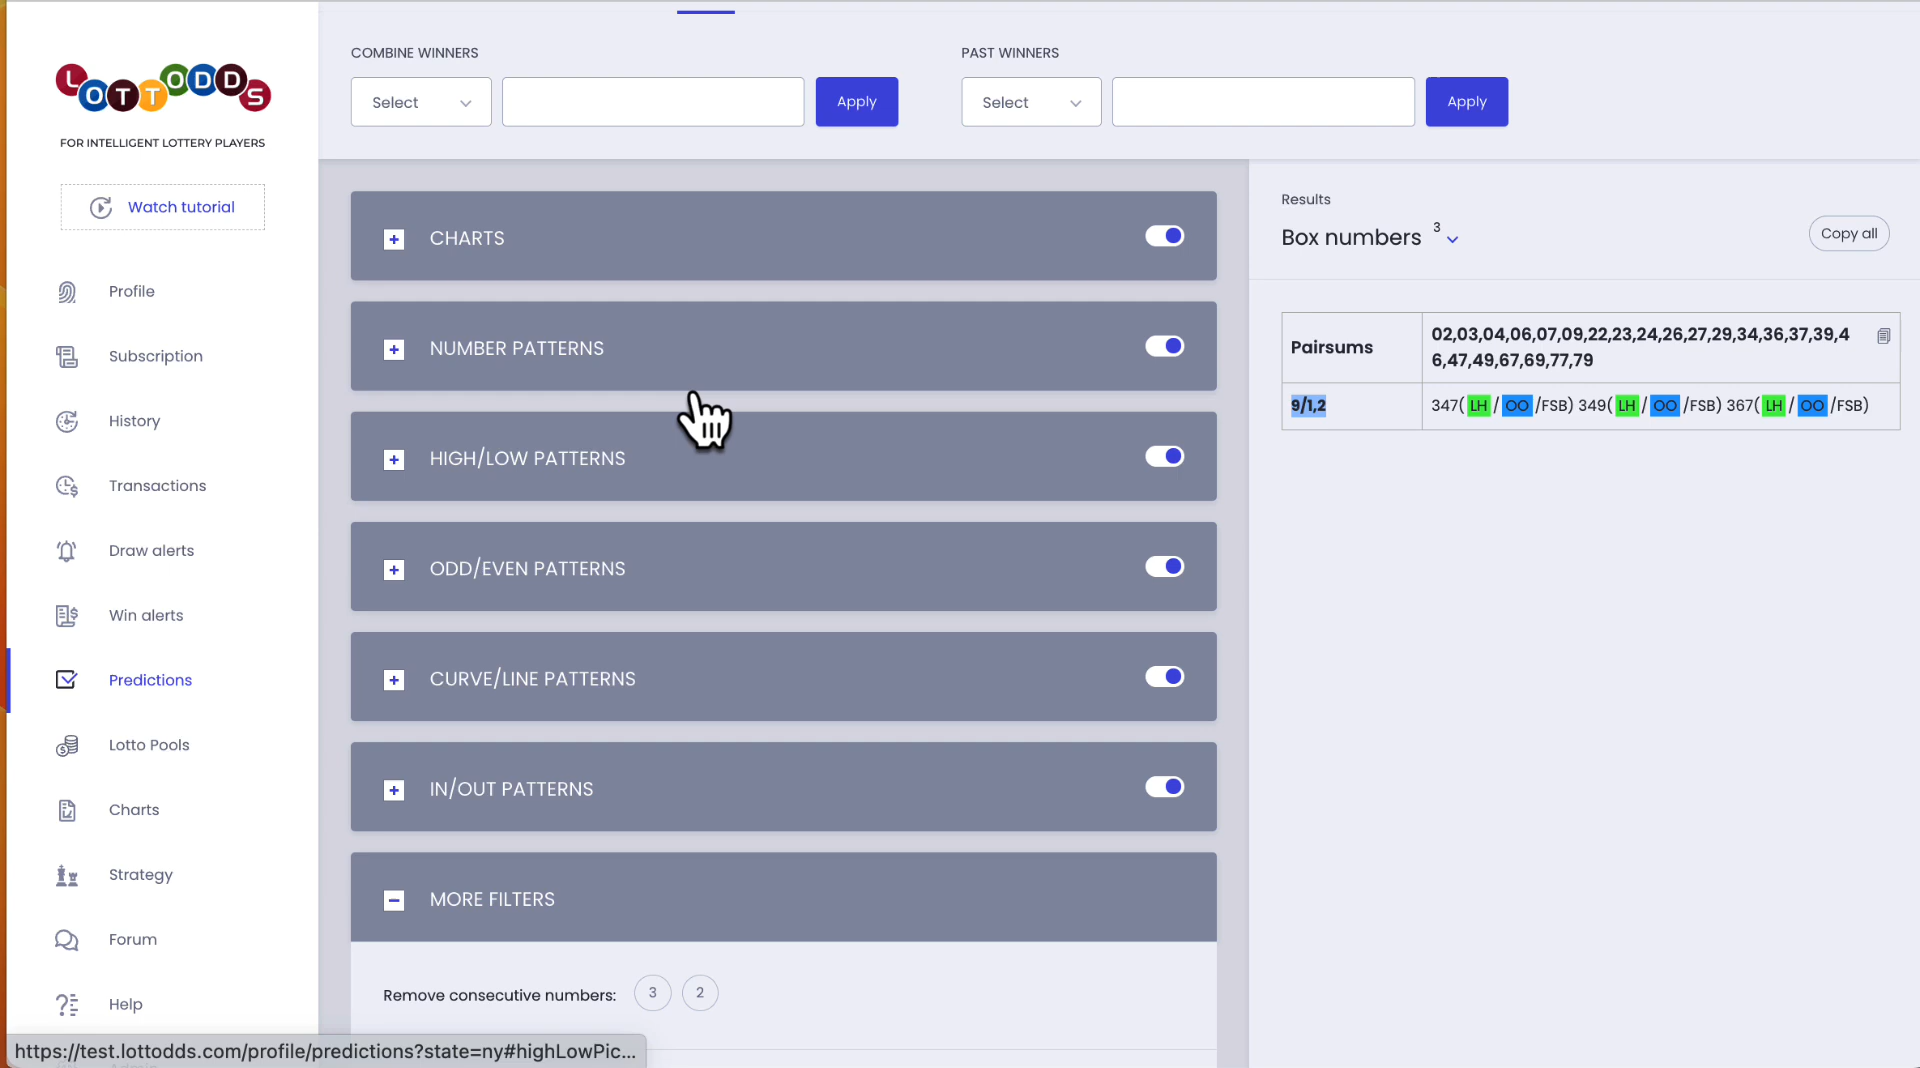 COMBINE WINNERS
PAST WINNERS
Select
Apply
Select
Apply
LOTTODDS
FOR INTELLIGENT LOTTERY PLAYERS
Watch tutorial
Profile
Subscription
History
Transactions
Draw alerts
Win alerts
Predictions
Lotto Pools
Charts
Strategy
Forum
Help
CHARTS
NUMBER PATTERNS
HIGH/LOW PATTERNS
ODD/EVEN PATTERNS
CURVE/LINE PATTERNS
IN/OUT PATTERNS
MORE FILTERS
Remove consecutive numbers: 3 2
Results
Box numbers 3
Copy all
Pairsums
02,03,04,06,07,09,22,23,24,26,27,29,34,36,37,39,4
6,47,49,67,69,77,79
9/1,2
347( LH / OO /FSB) 349( LH / OO /FSB) 367( LH / OO /FSB)
https://test.lottodds.com/profile/predictions?state=ny#highLowPic...